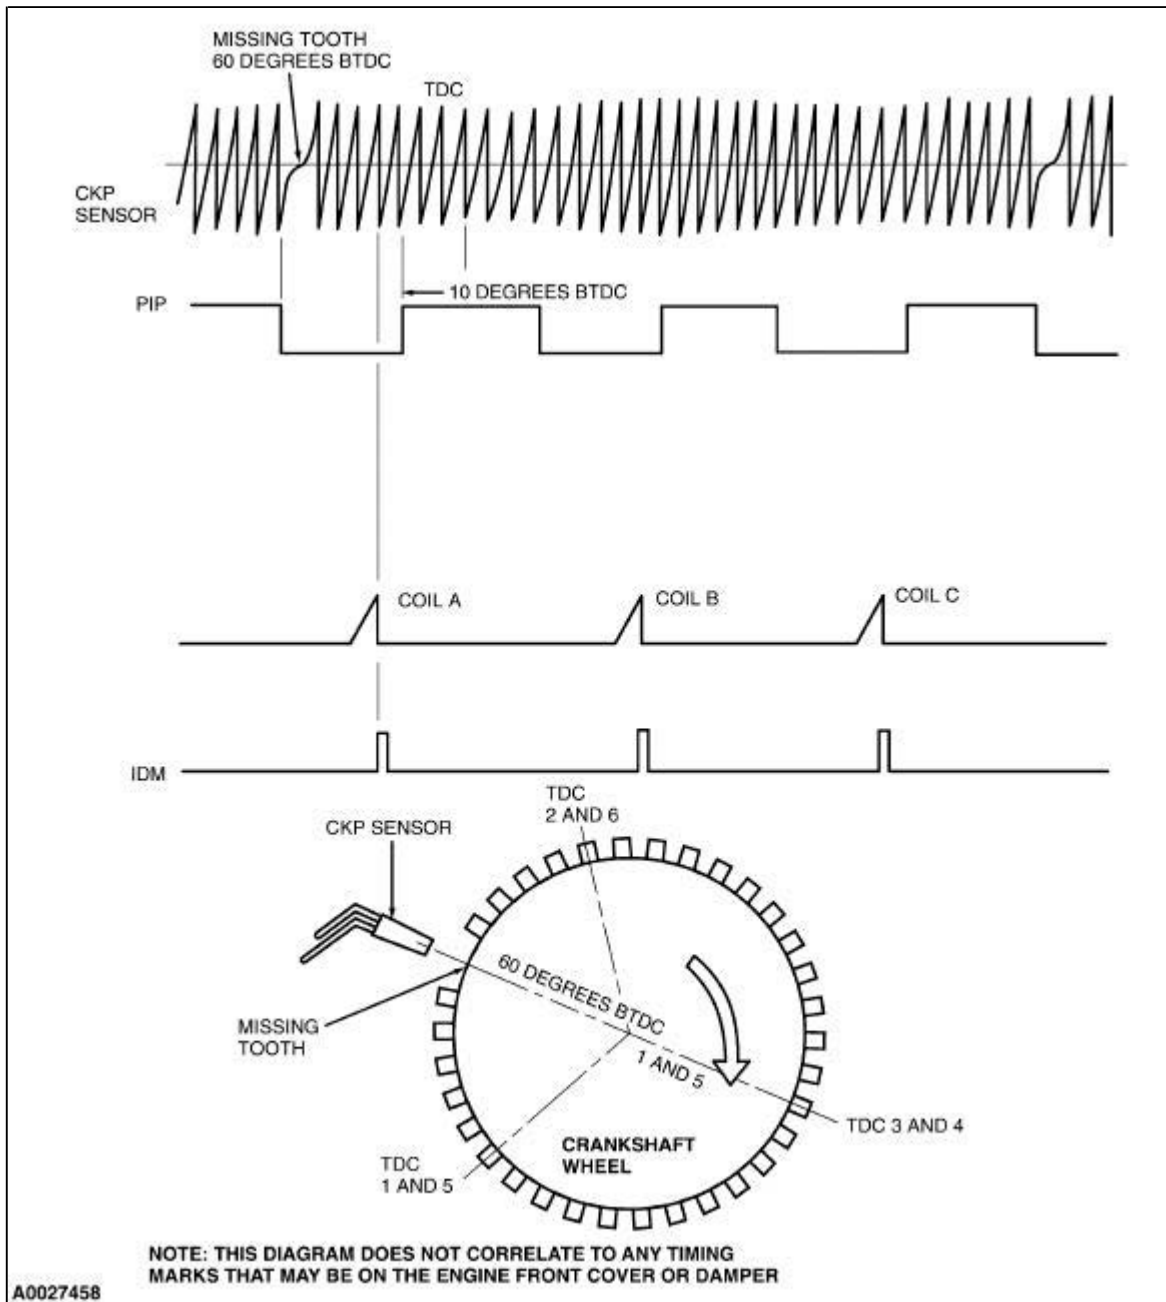 MISSING TOOTH
60 DEGREES BTDC
TDC
CKP
SENSOR
10 DEGREES BTDC
PIP
COIL A
COIL B
COIL C
IDM
TDC
2 AND 6
CKP SENSOR
60 DEGREES BTDC
1 AND 5
MISSING
TOOTH
TDC 3 AND 4
CRANKSHAFT
WHEEL
TDC
1 AND 5
NOTE: THIS DIAGRAM DOES NOT CORRELATE TO ANY TIMING
MARKS THAT MAY BE ON THE ENGINE FRONT COVER OR DAMPER
A0027458